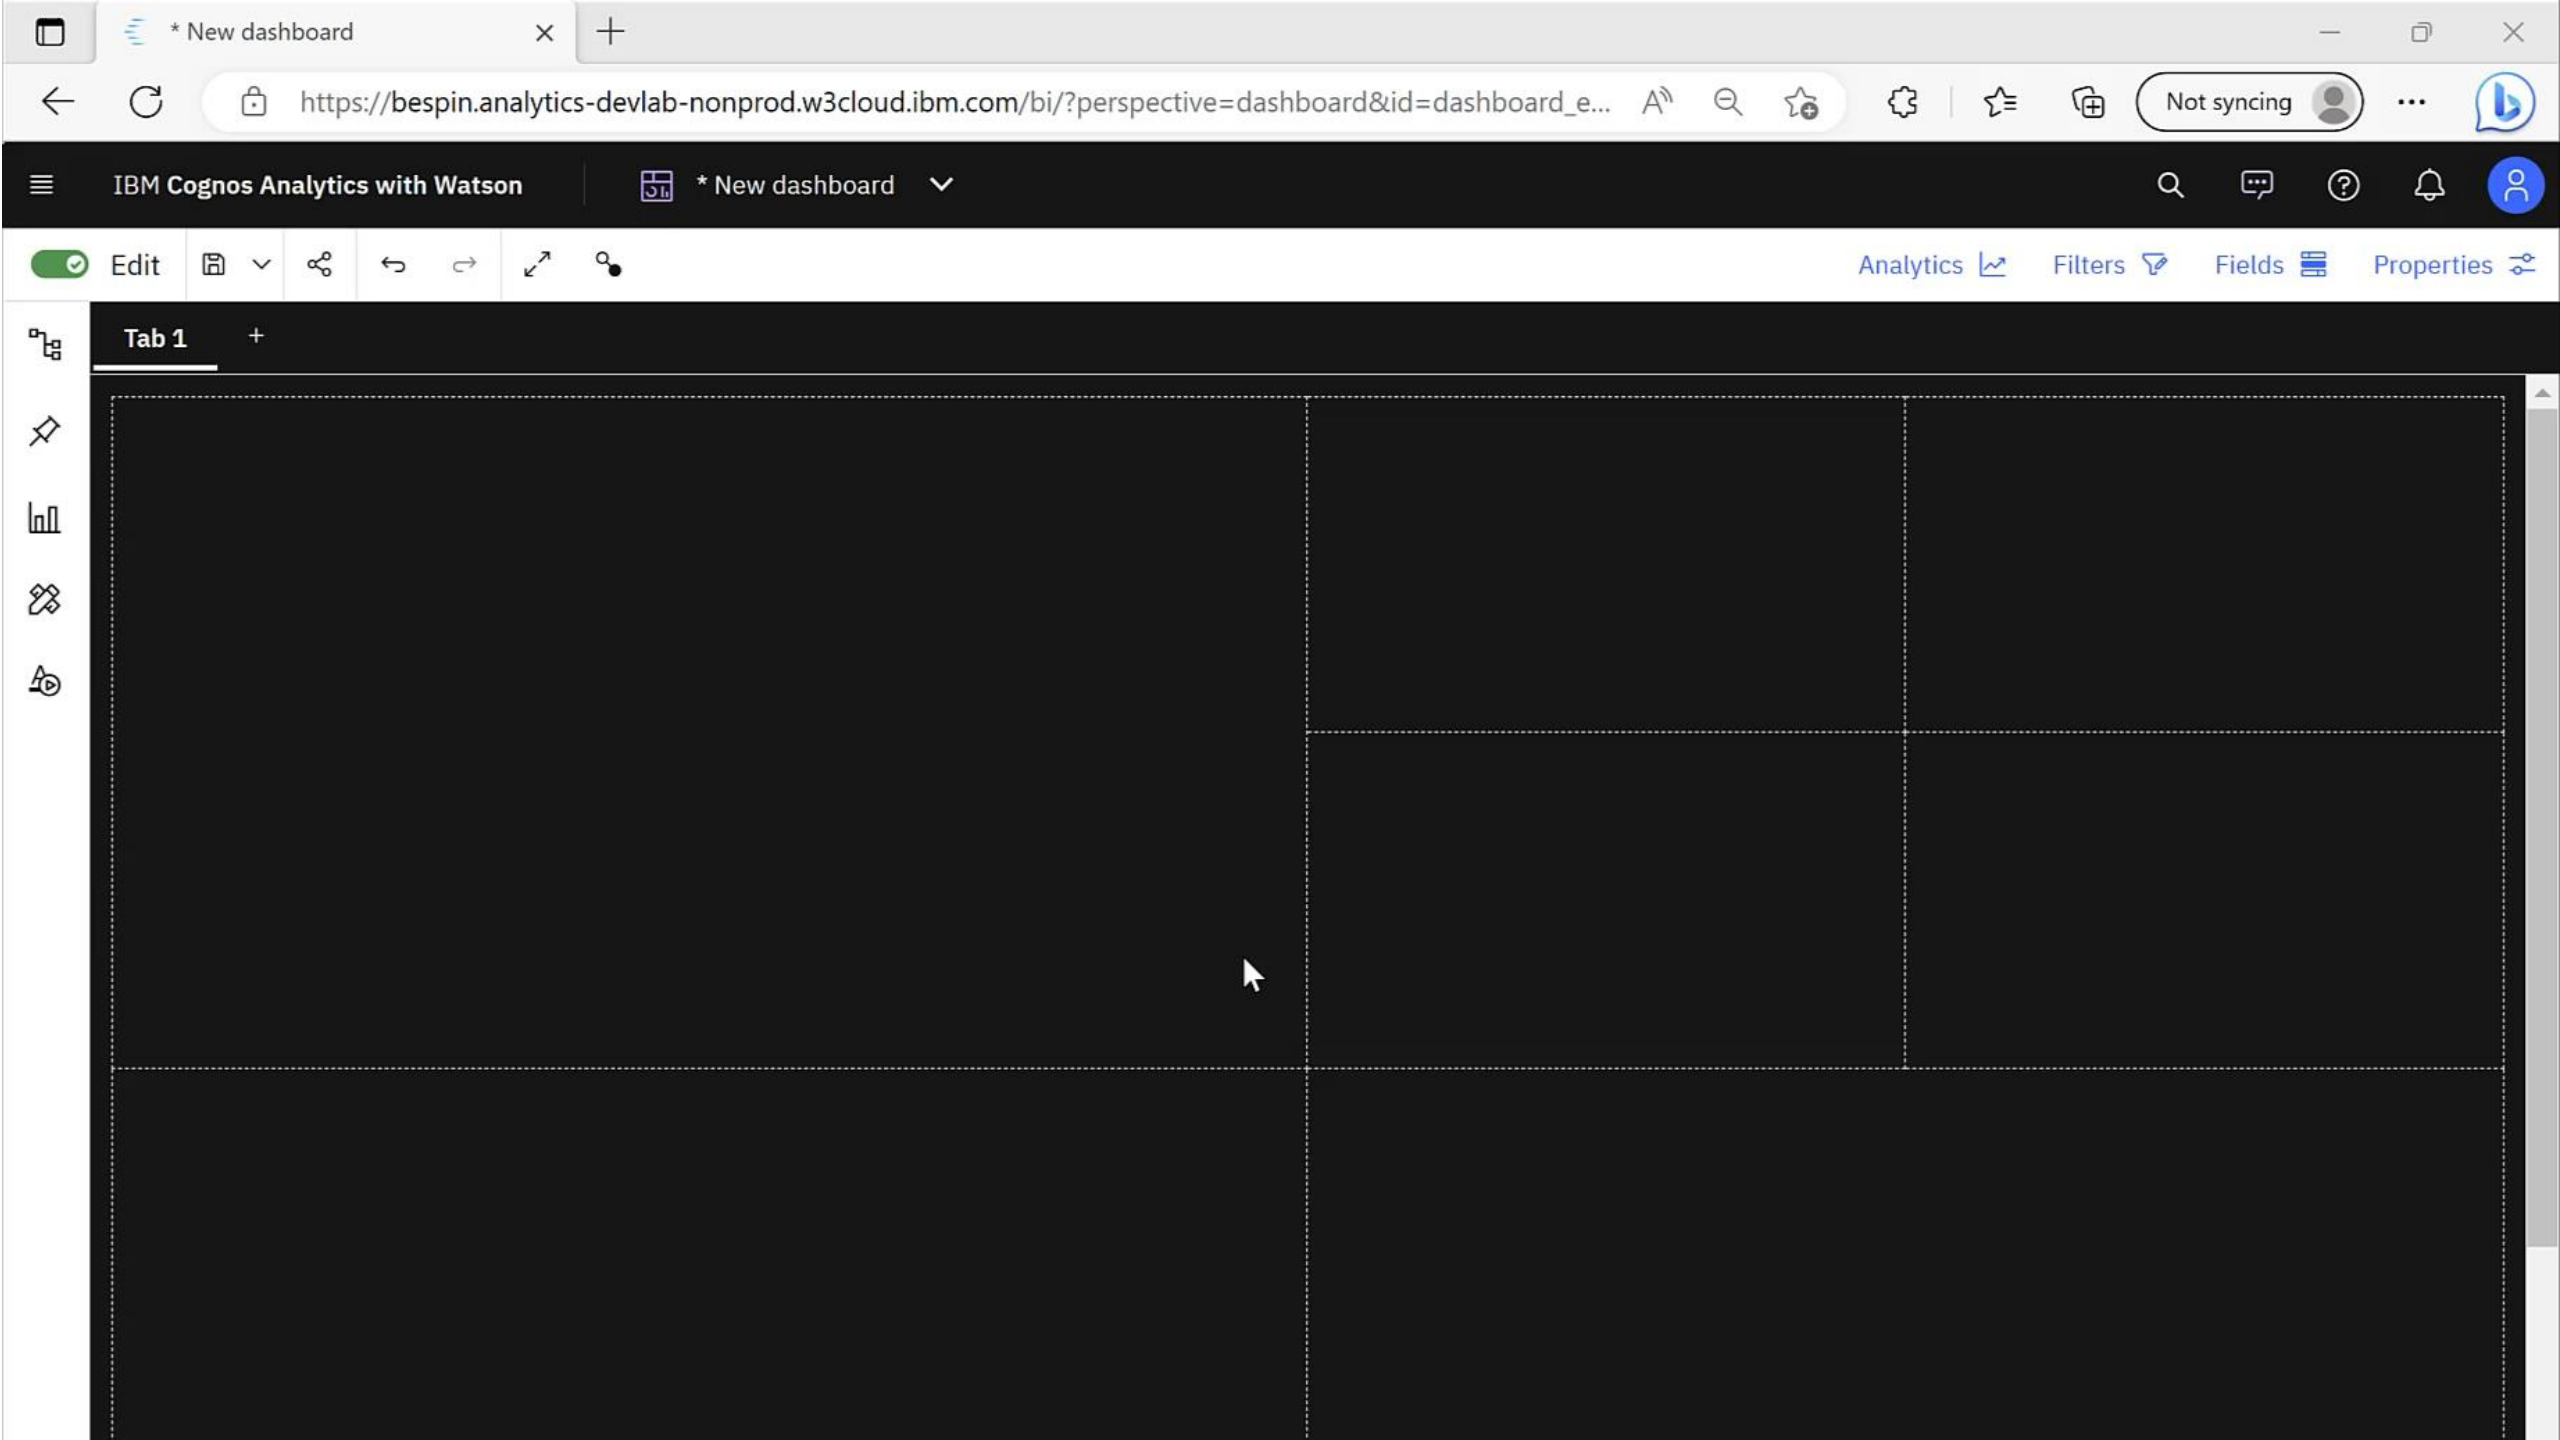 * New dashboard
https://bespin.analytics-devlab-nonprod.w3cloud.ibm.com/bi/?perspective=dashboard&id=dashboard_e...
Not syncing
IBM Cognos Analytics with Watson
* New dashboard
Edit
Analytics
Filters
Fields
Properties
Tab 1